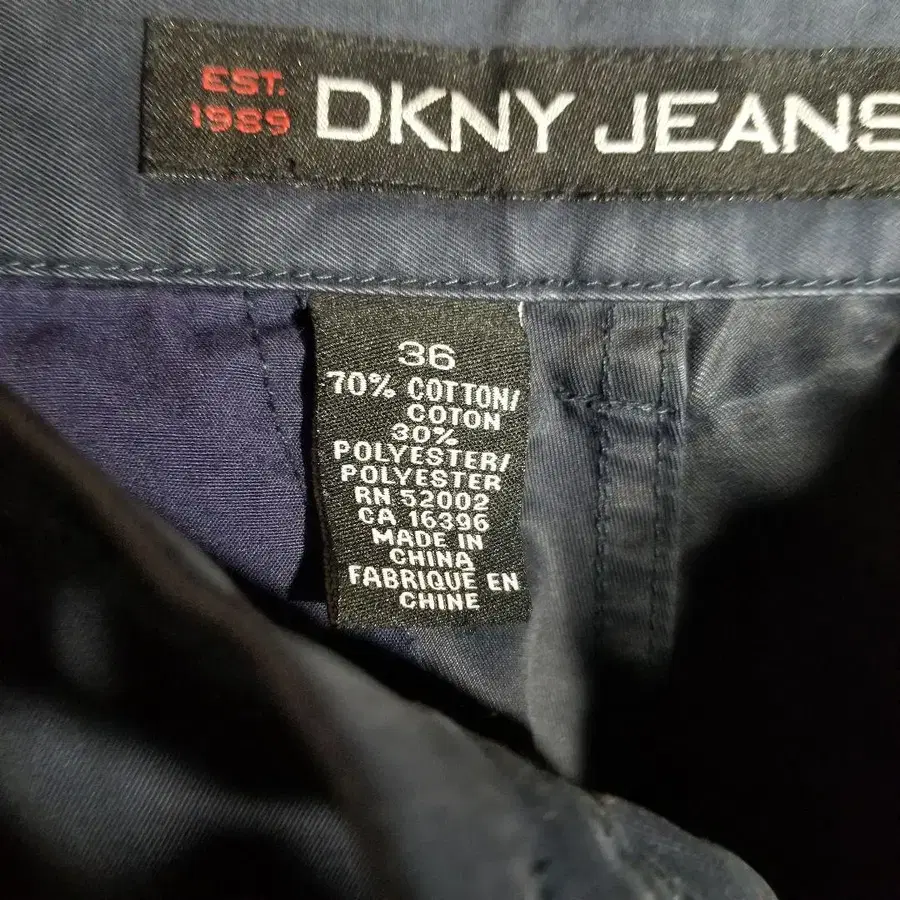 EST.
1989
DKNY JEANS
36
70% COTTON/
COTON
30%
POLYESTER/
POLYESTER
RN 52002
CA 16396
MADE IN
CHINA
FABRIQUÉ EN
CHINE